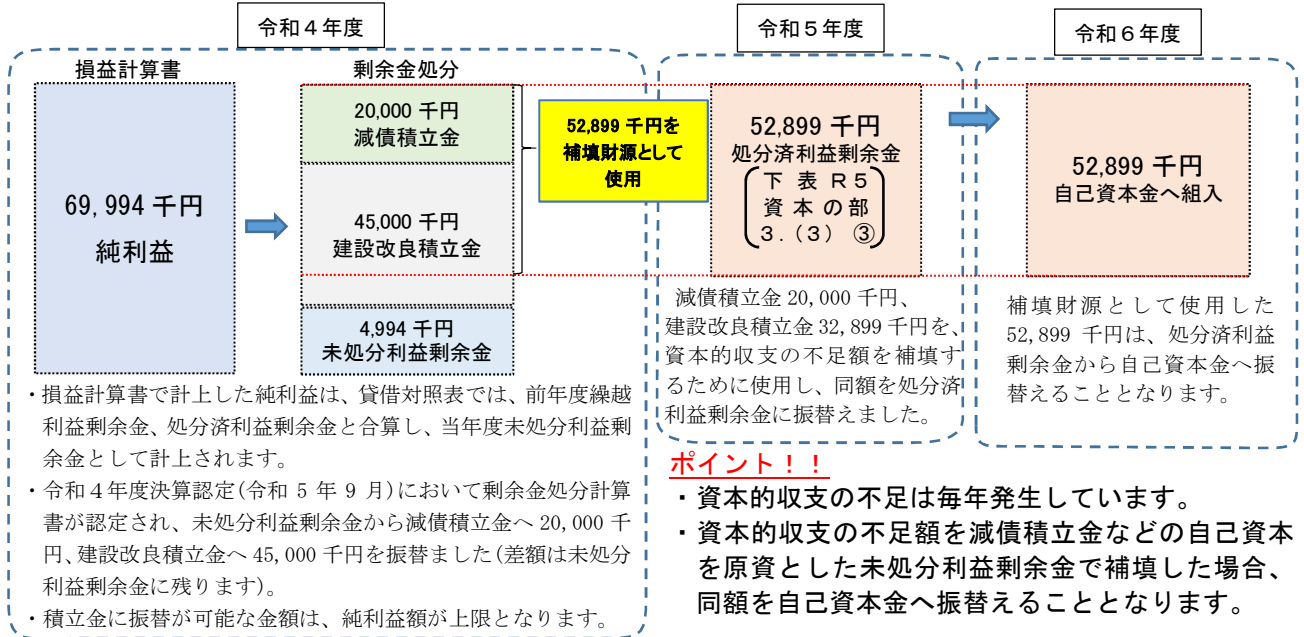 令和４年度
損益計算書
69,994 千円
純利益
剰余金処分
20,000 千円
減債積立金
45,000 千円
建設改良積立金
4,994 千円
未処分利益剰余金
52,899 千円を
補填財源として
使用
・損益計算書で計上した純利益は、貸借対照表では、前年度繰越
利益剰余金、処分済利益剰余金と合算し、当年度未処分利益剰
余金として計上されます。
・令和４年度決算認定(令和 5 年 9 月)において剰余金処分計算
書が認定され、未処分利益剰余金から減債積立金へ 20,000 千
円、建設改良積立金へ 45,000 千円を振替ました(差額は未処分
利益剰余金に残ります)。
・積立金に振替が可能な金額は、純利益額が上限となります。
令和５年度
52,899 千円
処分済利益剰余金
下 表 Ｒ５
資 本 の 部
３．（３） ③
減債積立金 20,000 千円、
建設改良積立金 32,899 千円を、
資本的収支の不足額を補填す
るために使用し、同額を処分済
利益剰余金に振替えました。
令和６年度
52,899 千円
自己資本金へ組入
補填財源として使用した
52,899 千円は、処分済利益
剰余金から自己資本金へ振
替えることとなります。
ポイント！！
・資本的収支の不足は毎年発生しています。
・資本的収支の不足額を減債積立金などの自己資本
を原資とした未処分利益剰余金で補填した場合、
同額を自己資本金へ振替えることとなります。